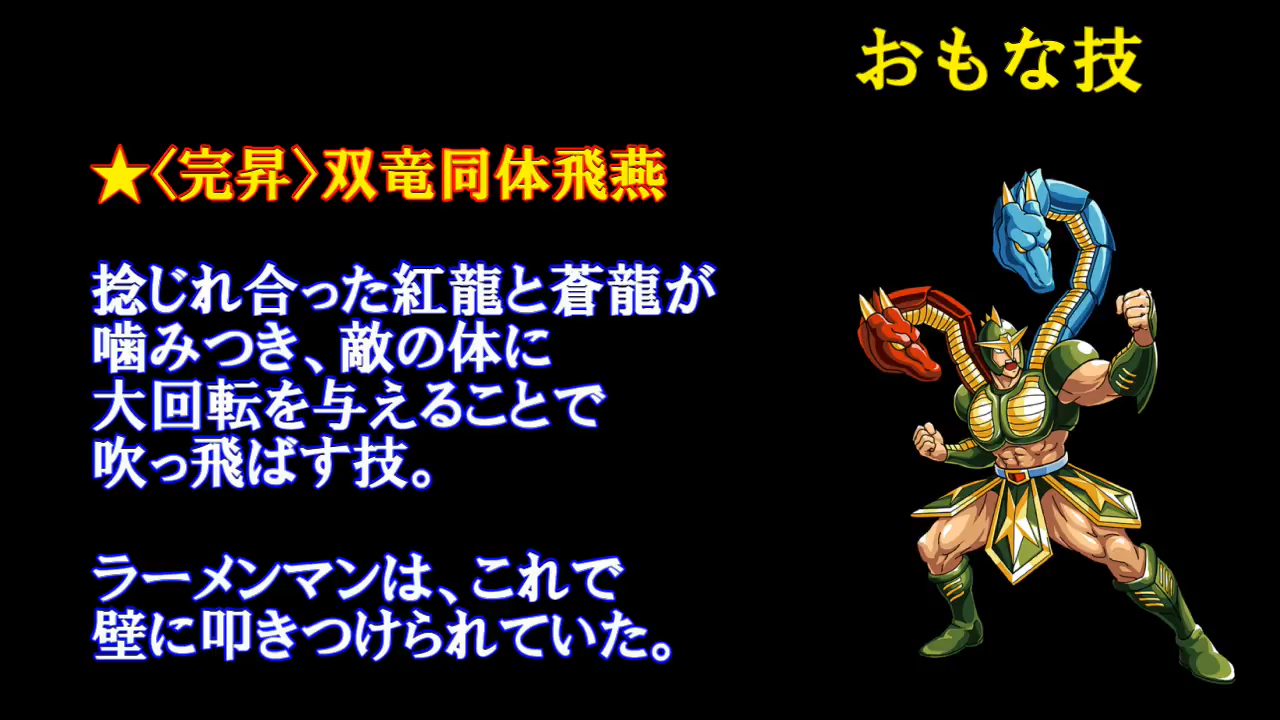 おもな技
★〈完昇〉双竜同体飛燕
捻じれ合った紅龍と蒼龍が
噛みつき、敵の体に
大回転を与えることで
吹っ飛ばす技。
ラーメンマンは、これで
壁に叩きつけられていた。